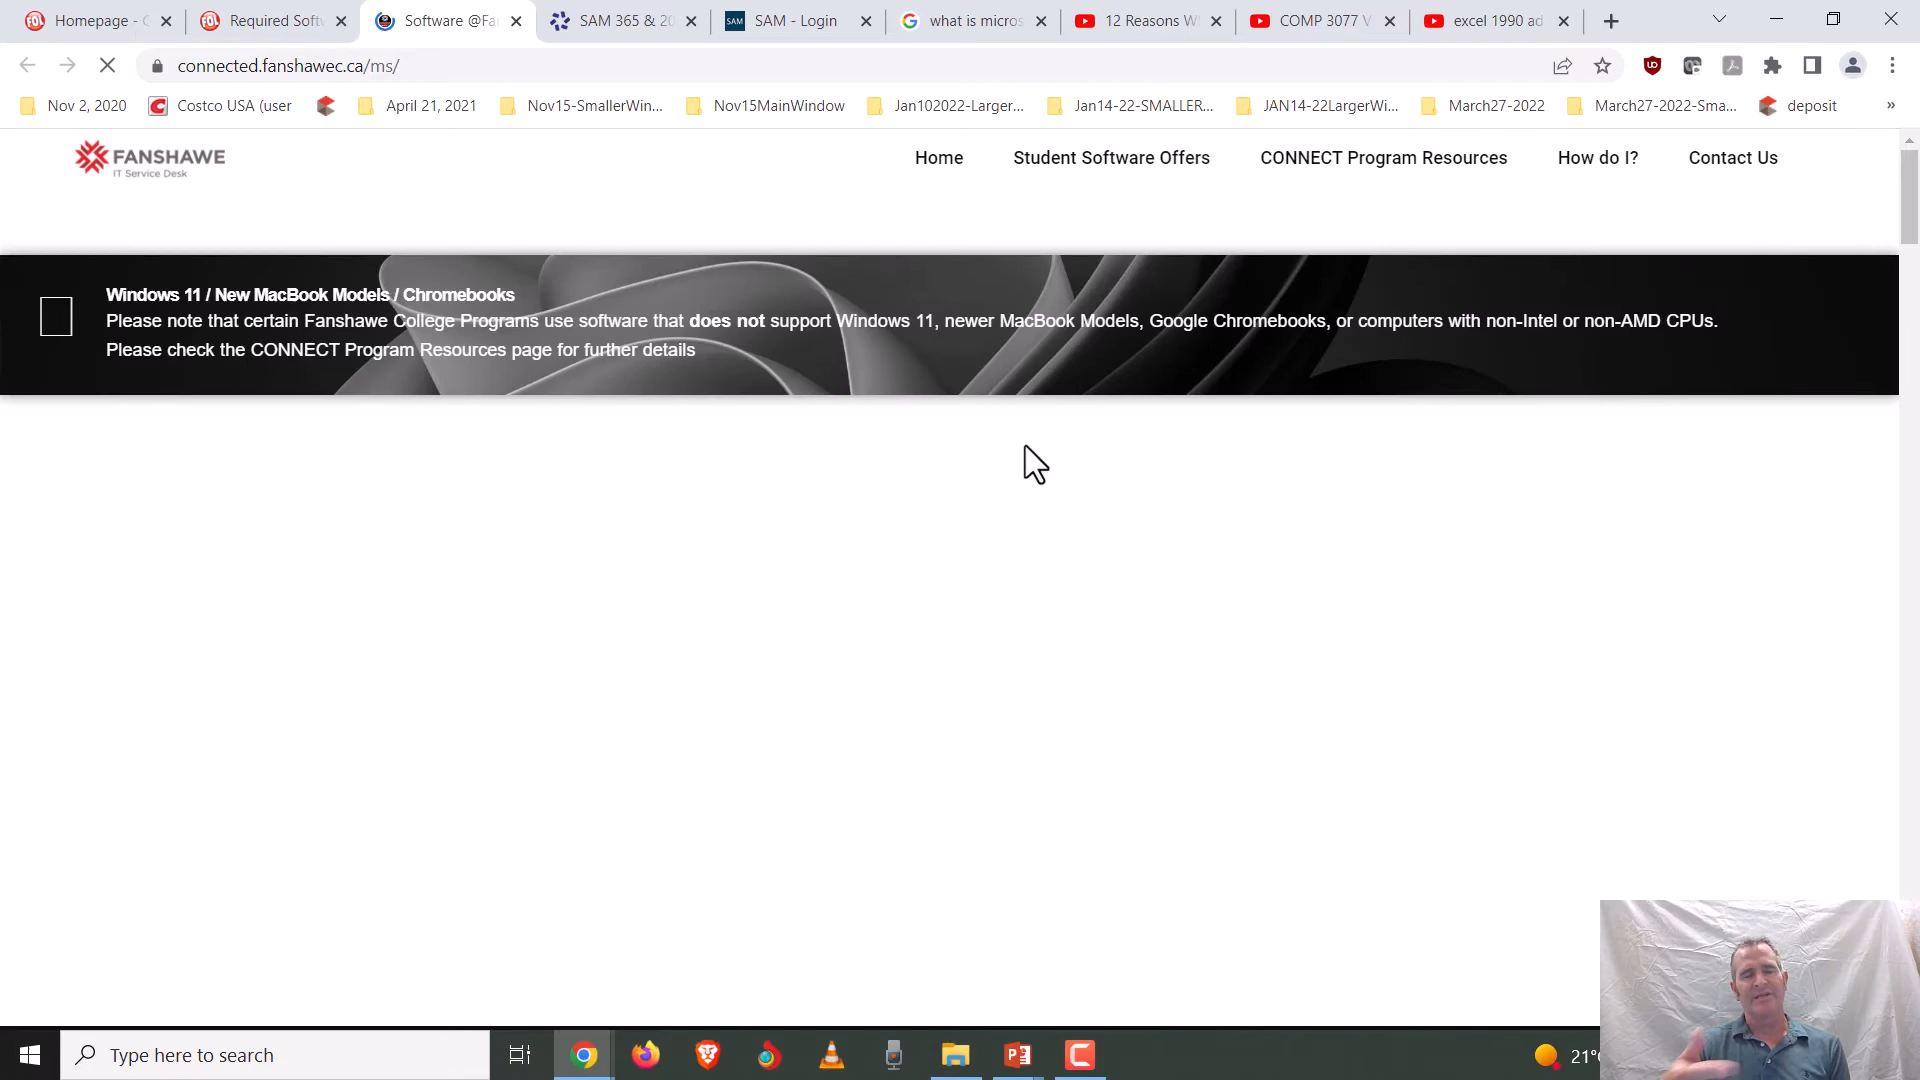 Homepage - C
Required Softw
Software @Fa
SAM 365 & 20
SAM
SAM - Login
what is micros
12 Reasons W
COMP 3077 V
excel 1990 ad
connected.fanshawec.ca/ms/
Nov 2, 2020
Costco USA (user
April 21, 2021
Nov15-SmallerWin...
Nov15MainWindow
Jan102022-Larger...
Jan14-22-SMALLER...
JAN14-22LargerWi...
March27-2022
March27-2022-Sma...
deposit
FANSHAWE
IT Service Desk
Home
Student Software Offers
CONNECT Program Resources
How do I?
Contact Us
Windows 11 / New MacBook Models / Chromebooks
Please note that certain Fanshawe College Programs use software that does not support Windows 11, newer MacBook Models, Google Chromebooks, or computers with non-Intel or non-AMD CPUs.
Please check the CONNECT Program Resources page for further details
Type here to search
21°